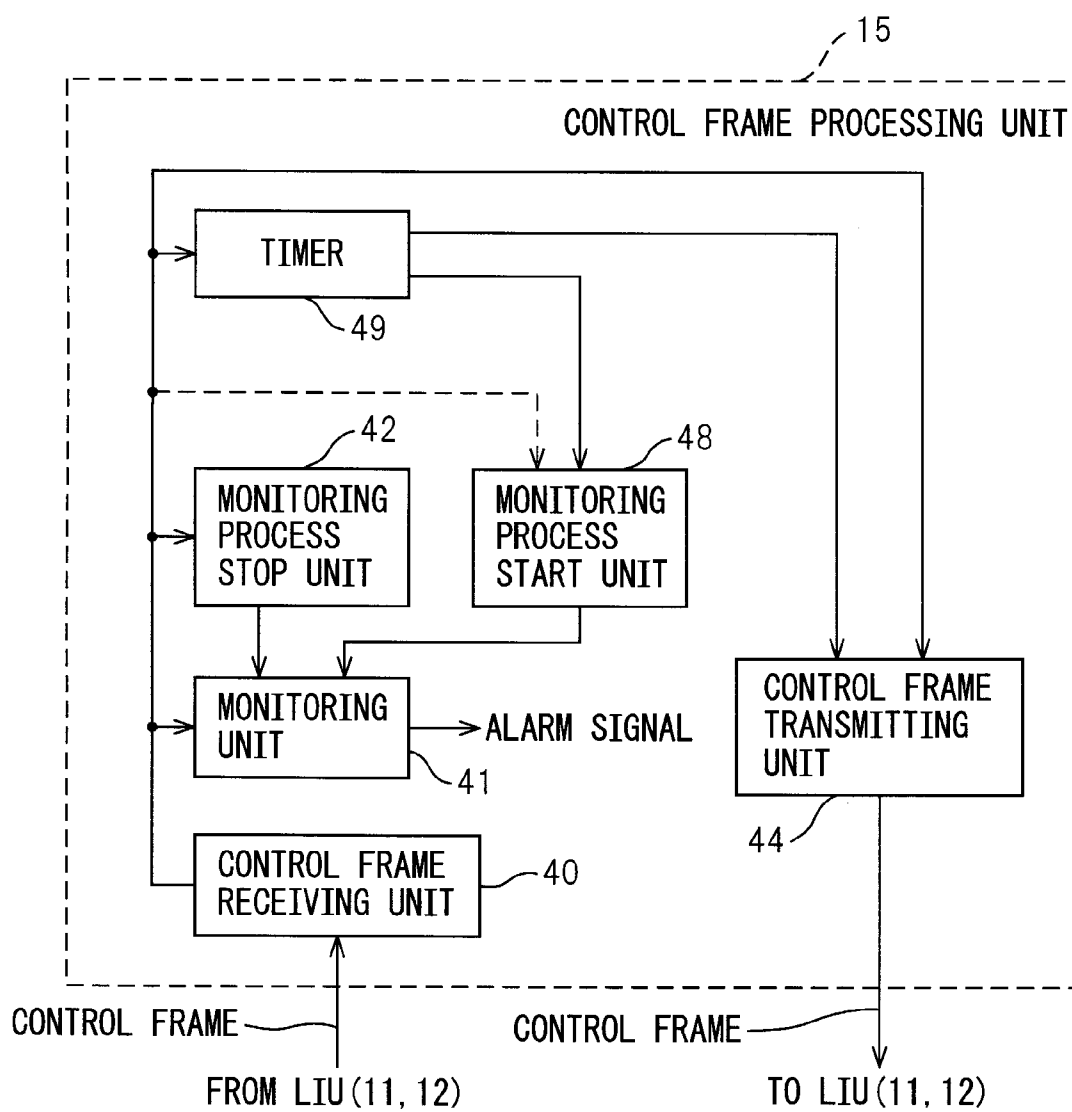 15
CONTROL FRAME PROCESSING UNIT
TIMER
49
42
48
MONITORING
PROCESS
STOP UNIT
MONITORING
PROCESS
START UNIT
MONITORING
UNIT
ALARM SIGNAL
41
CONTROL FRAME
TRANSMITTING
UNIT
44
CONTROL FRAME
RECEIVING UNIT
40
CONTROL FRAME
CONTROL FRAME
FROM LIU(11,12)
TO LIU(11,12)